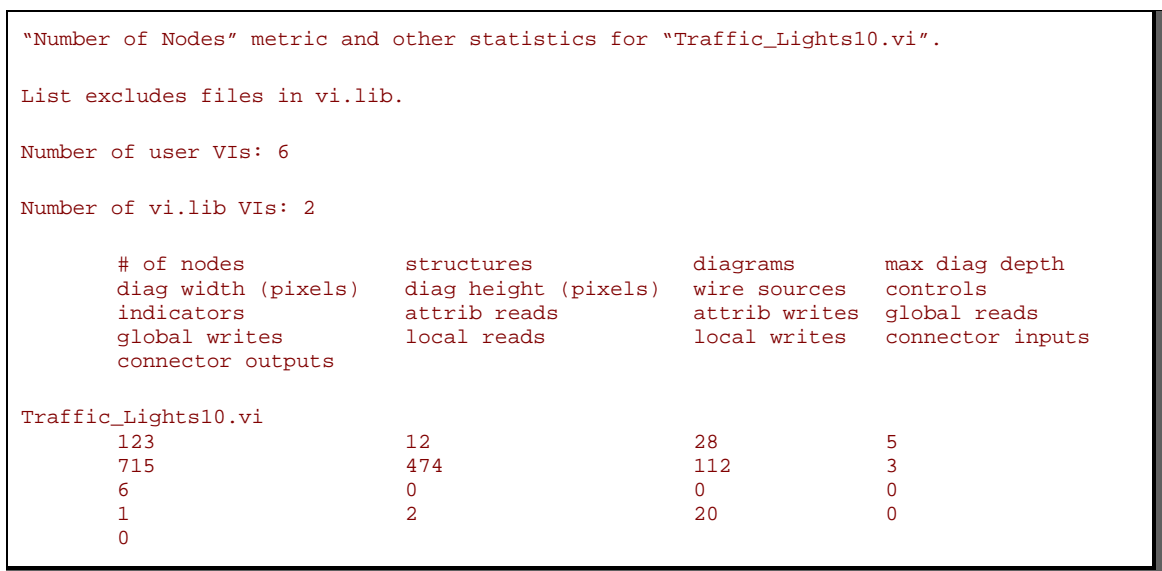 “Number of Nodes” metric and other statistics for “Traffic_Lights10.vi”.
List excludes files in vi.lib.
Number of user VIs: 6
Number of vi.lib VIs: 2
# of nodes structures diagrams max diag depth
diag width (pixels) diag height (pixels) wire sources controls
indicators attrib reads attrib writes global reads
global writes local reads local writes connector inputs
connector outputs
Traffic_Lights10.vi
123 12 28 5
715 474 112 3
6 0 0 0
1 2 20 0
0